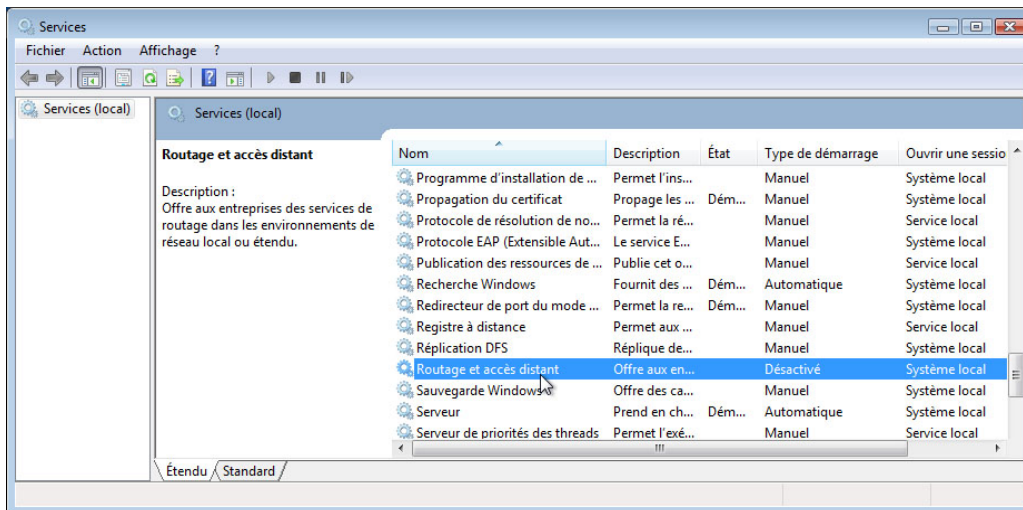 Services
Fichier Action Affichage ?
Services (local)
Services (local)
Routage et accès distant
Description :
Offre aux entreprises des services de
routage dans les environnements de
réseau local ou étendu.
Nom Description État Type de démarrage Ouvrir une sessio
Programme d'installation de ... Permet l'ins... Manuel Système local
Propagation du certificat Propage les ... Dém... Manuel Système local
Protocole de résolution de no... Permet la ré... Manuel Service local
Protocole EAP (Extensible Aut... Le service E... Manuel Système local
Publication des ressources de ... Publie cet o... Manuel Service local
Recherche Windows Fournit des ... Dém... Automatique Système local
Redirecteur de port du mode ... Permet la re... Dém... Manuel Système local
Registre à distance Permet aux ... Manuel Service local
Réplication DFS Réplique de... Manuel Système local
Routage et accès distant Offre aux en... Désactivé Système local
Sauvegarde Windows Offre des ca... Manuel Système local
Serveur Prend en ch... Dém... Automatique Système local
Serveur de priorités des threads Permet l'exé... Manuel Service local
Étendu Standard